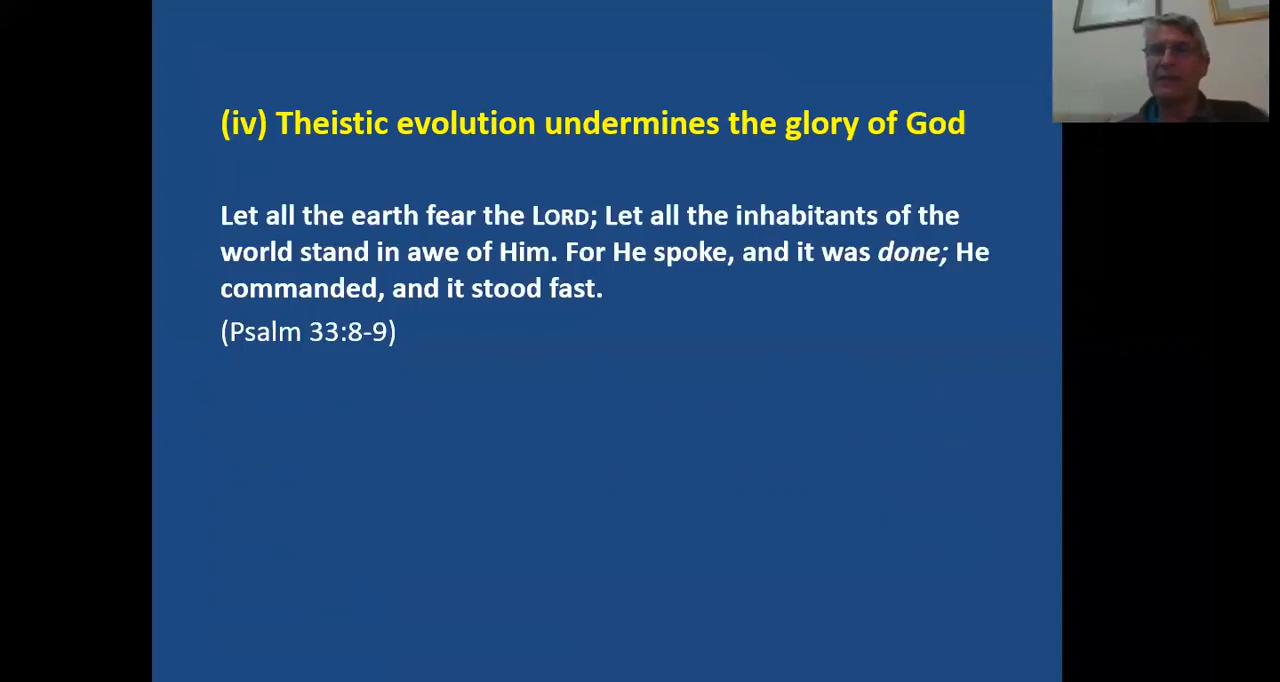 (iv) Theistic evolution undermines the glory of God
Let all the earth fear the LORD; Let all the inhabitants of the
world stand in awe of Him. For He spoke, and it was done; He
commanded, and it stood fast.
(Psalm 33:8-9)